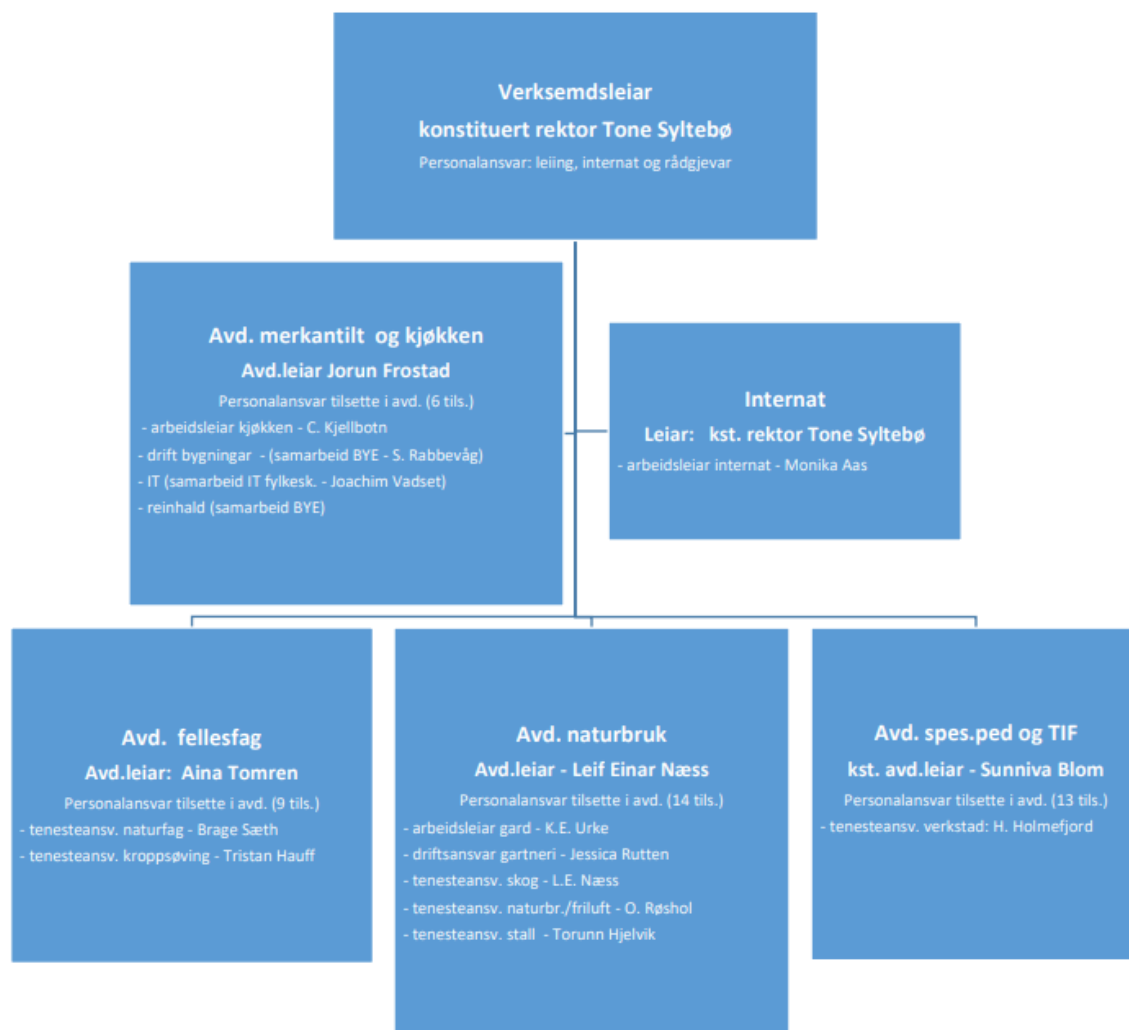 Verksemdsleiar
konstituert rektor Tone Syltebø
Personalansvar: leiing, internat og rådgjevar
Avd. merkantilt og kjøkken
Avd.leiar Jorun Frostad
Personalansvar tilsette i avd. (6 tils.)
- arbeidsleiar kjøkken - C. Kjellbotn
- drift bygningar - (samarbeid BYE - S. Rabbevåg)
- IT (samarbeid IT fylkesk. - Joachim Vadset)
- reinhald (samarbeid BYE)
Internat
Leiar: kst. rektor Tone Syltebø
- arbeidsleiar internat - Monika Aas
Avd. fellesfag
Avd.leiar: Aina Tomren
Personalansvar tilsette i avd. (9 tils.)
- tenesteansv. naturfag - Brage Sæth
- tenesteansv. kroppsøving - Tristan Hauff
Avd. naturbruk
Avd.leiar - Leif Einar Næss
Personalansvar tilsette i avd. (14 tils.)
- arbeidsleiar gard - K.E. Urke
- driftsansvar gartneri - Jessica Rutten
- tenesteansv. skog - L.E. Næss
- tenesteansv. naturbr./friluft - O. Røshol
- tenesteansv. stall - Torunn Hjelvik
Avd. spes.ped og TIF
kst. avd.leiar - Sunniva Blom
Personalansvar tilsette i avd. (13 tils.)
- tenesteansv. verkstad: H. Holmefjord